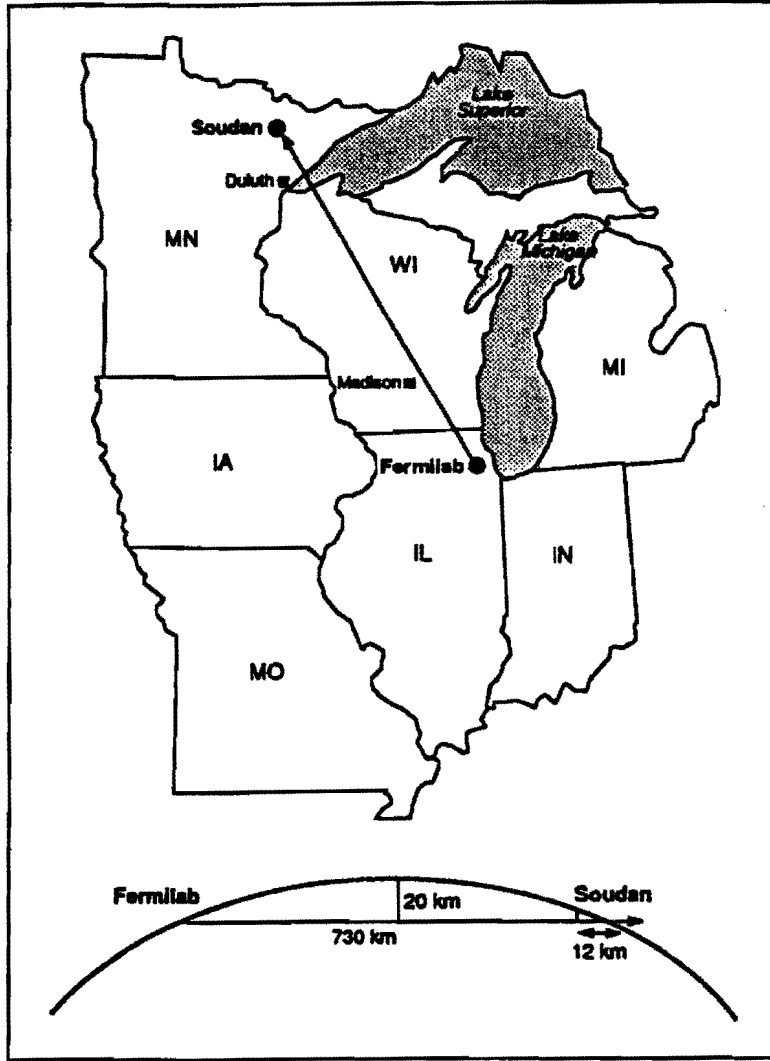 Lake
Superior
Soudan
Duluth
MN
WI
Lake
Michigan
MI
Madison
IA
Fermilab
IL
IN
MO
Fermilab
Soudan
20 km
730 km
12 km